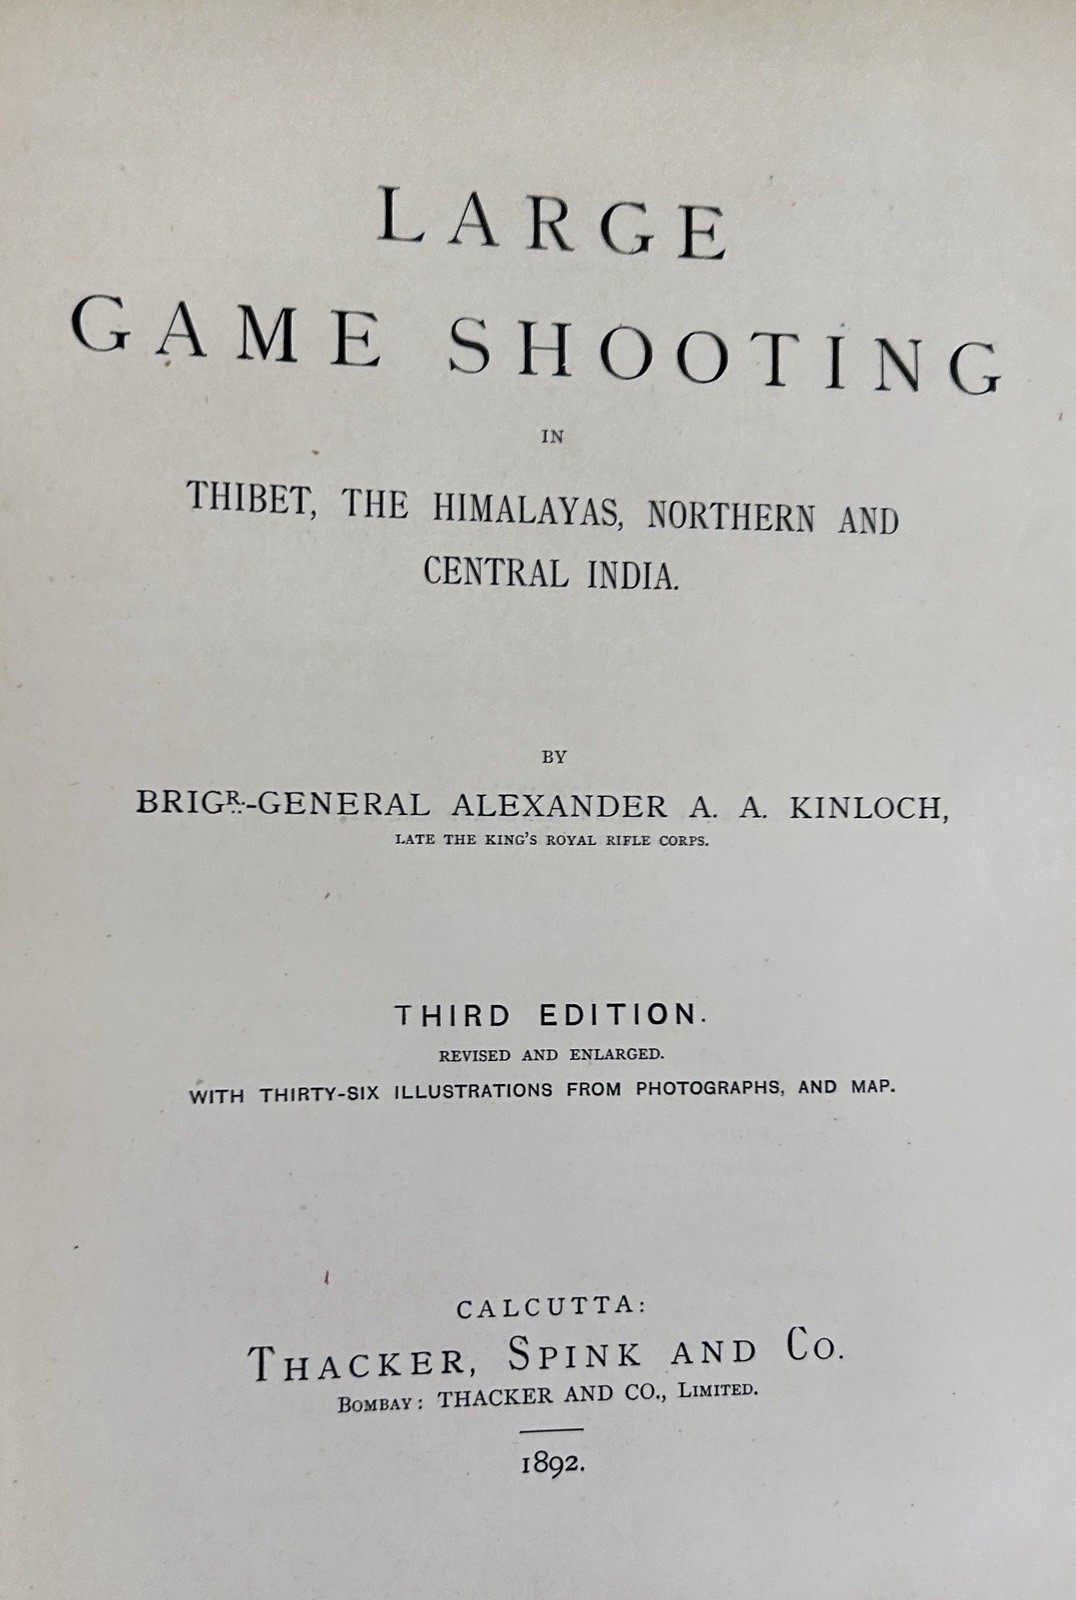 LARGE
GAME SHOOTING
IN
THIBET, THE HIMALAYAS, NORTHERN AND
CENTRAL INDIA.
BY
BRIGR.-GENERAL ALEXANDER A. A. KINLOCH,
LATE THE KING'S ROYAL RIFLE CORPS.
THIRD EDITION.
REVISED AND ENLARGED.
WITH THIRTY-SIX ILLUSTRATIONS FROM PHOTOGRAPHS, AND MAP.
CALCUTTA:
THACKER, SPINK AND CO.
BOMBAY: THACKER AND CO., LIMITED.
1892.